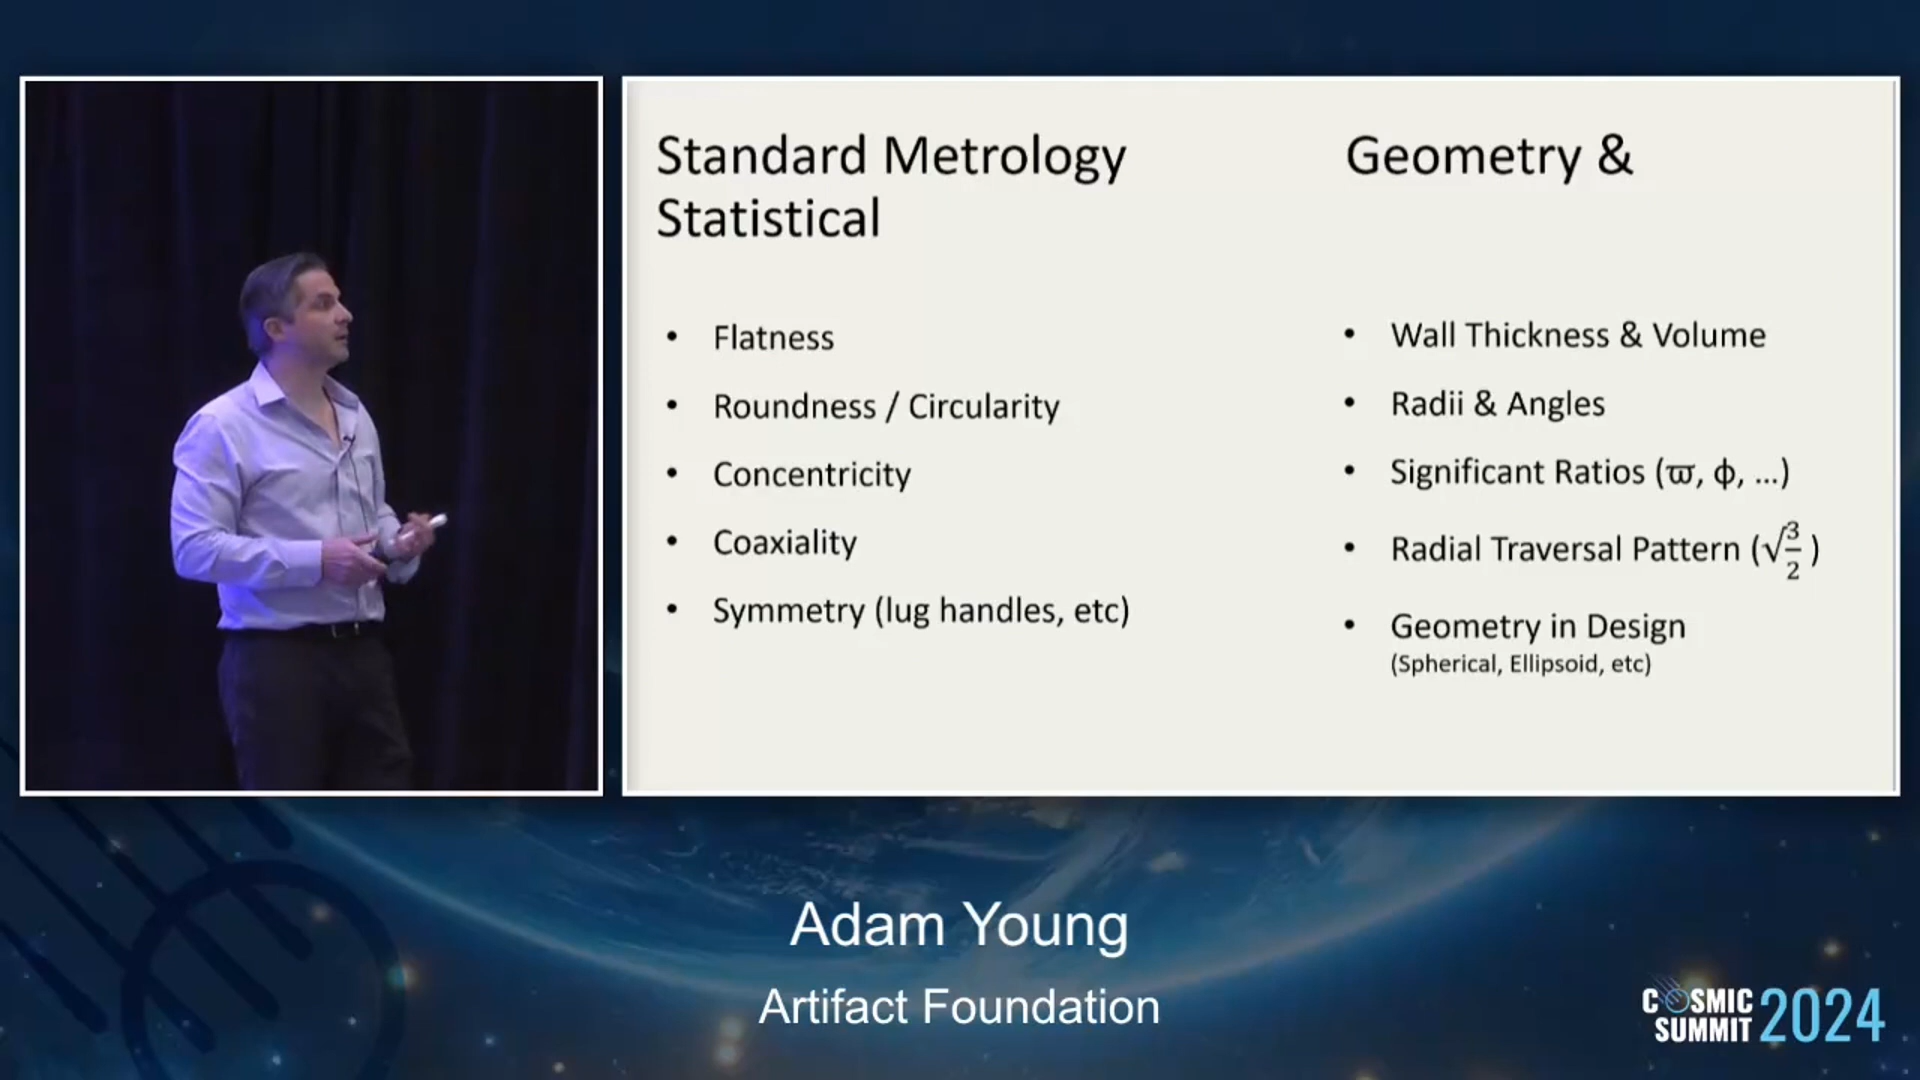 Standard Metrology
Statistical
• Flatness
• Roundness / Circularity
• Concentricity
• Coaxiality
• Symmetry (lug handles, etc)
Geometry &
• Wall Thickness & Volume
• Radii & Angles
• Significant Ratios (ϖ, ф, ...)
• Radial Traversal Pattern (√3/2 )
• Geometry in Design
(Spherical, Ellipsoid, etc)
Adam Young
Artifact Foundation
COSMIC
SUMMIT 2024